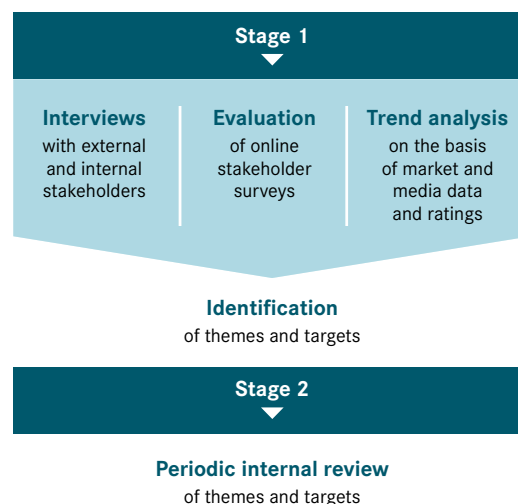 Stage 1
Interviews
with external
and internal
stakeholders
Evaluation
of online
stakeholder
surveys
Trend analysis
on the basis
of market and
media data
and ratings
Identification
of themes and targets
Stage 2
Periodic internal review
of themes and targets